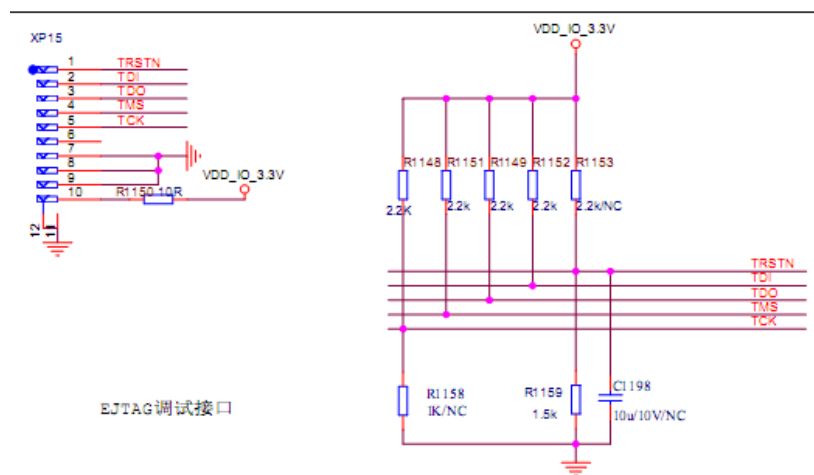 XP15
1 TRSTN
2 TDI
3 TDO
4 TMS
5 TCK
6
7
8
9
10
R1150 10R
VDD_IO_3.3V
12
11
EJTAG调试接口
VDD_IO_3.3V
R1148
R1151
R1149
R1152
R1153
2.2K
2.2k
2.2k
2.2k
2.2k/NC
TRSTN
TDI
TDO
TMS
TCK
R1158
1K/NC
R1159
1.5k
C1198
10u/10V/NC